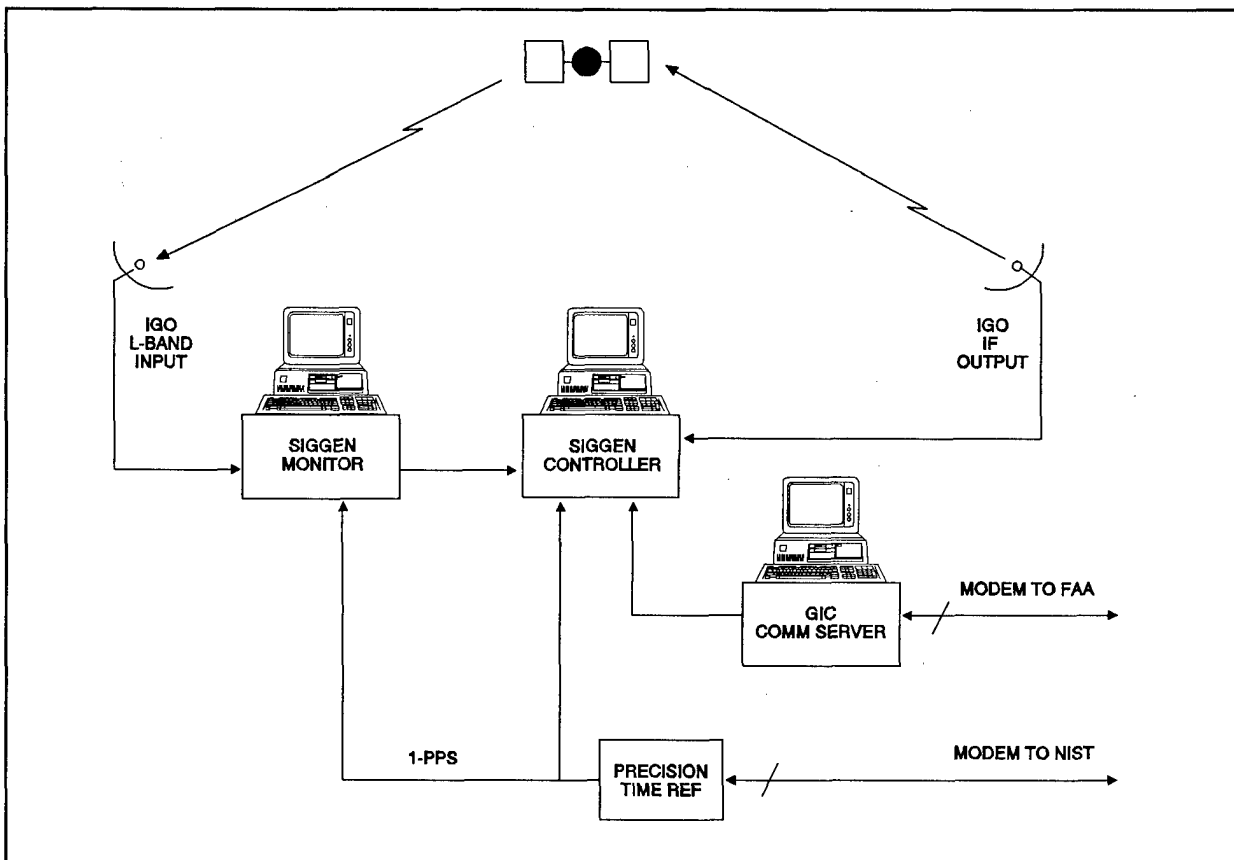 IGO
L-BAND
INPUT
IGO
IF
OUTPUT
SIGGEN
MONITOR
SIGGEN
CONTROLLER
GIC
COMM SERVER
MODEM TO FAA
1-PPS
PRECISION
TIME REF
MODEM TO NIST